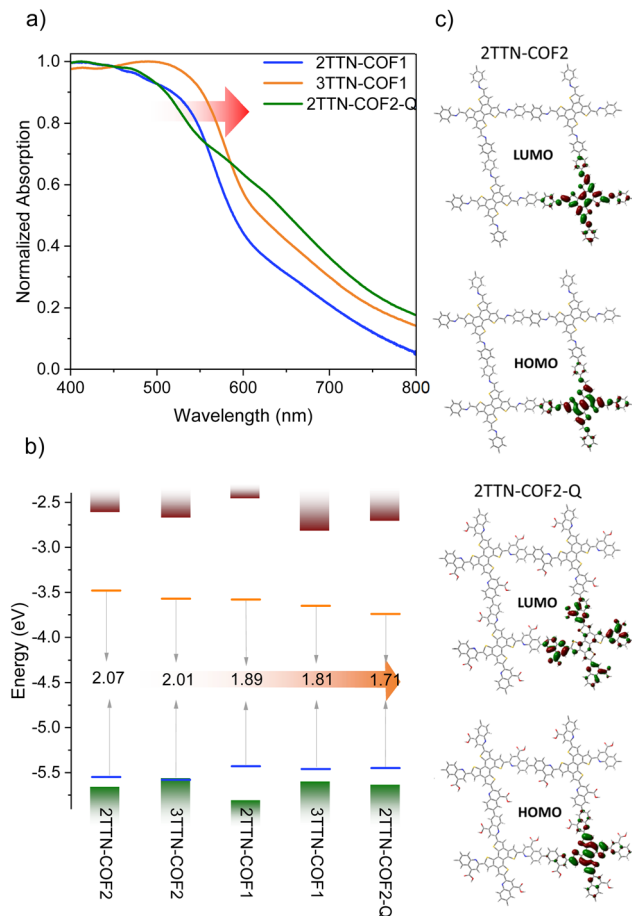 a)
1.0
0.8
0.6
0.4
0.2
0.0
Normalized Absorption
2TTN-COF1
3TTN-COF1
2TTN-COF2-Q
400
500
600
700
800
Wavelength (nm)
b)
-2.5
-3.0
-3.5
-4.0
-4.5
-5.0
-5.5
Energy (eV)
2.07
2.01
1.89
1.81
1.71
2TTN-COF2
3TTN-COF2
2TTN-COF1
3TTN-COF1
2TTN-COF2-Q
c)
2TTN-COF2
LUMO
HOMO
2TTN-COF2-Q
LUMO
HOMO